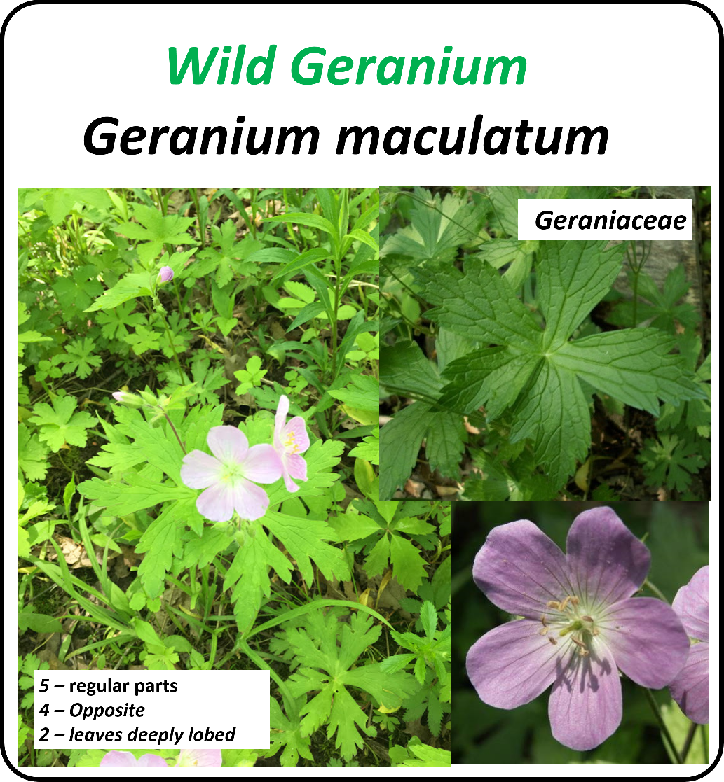 Wild Geranium
Geranium maculatum
Geraniaceae
5 – regular parts
4 – Opposite
2 – leaves deeply lobed